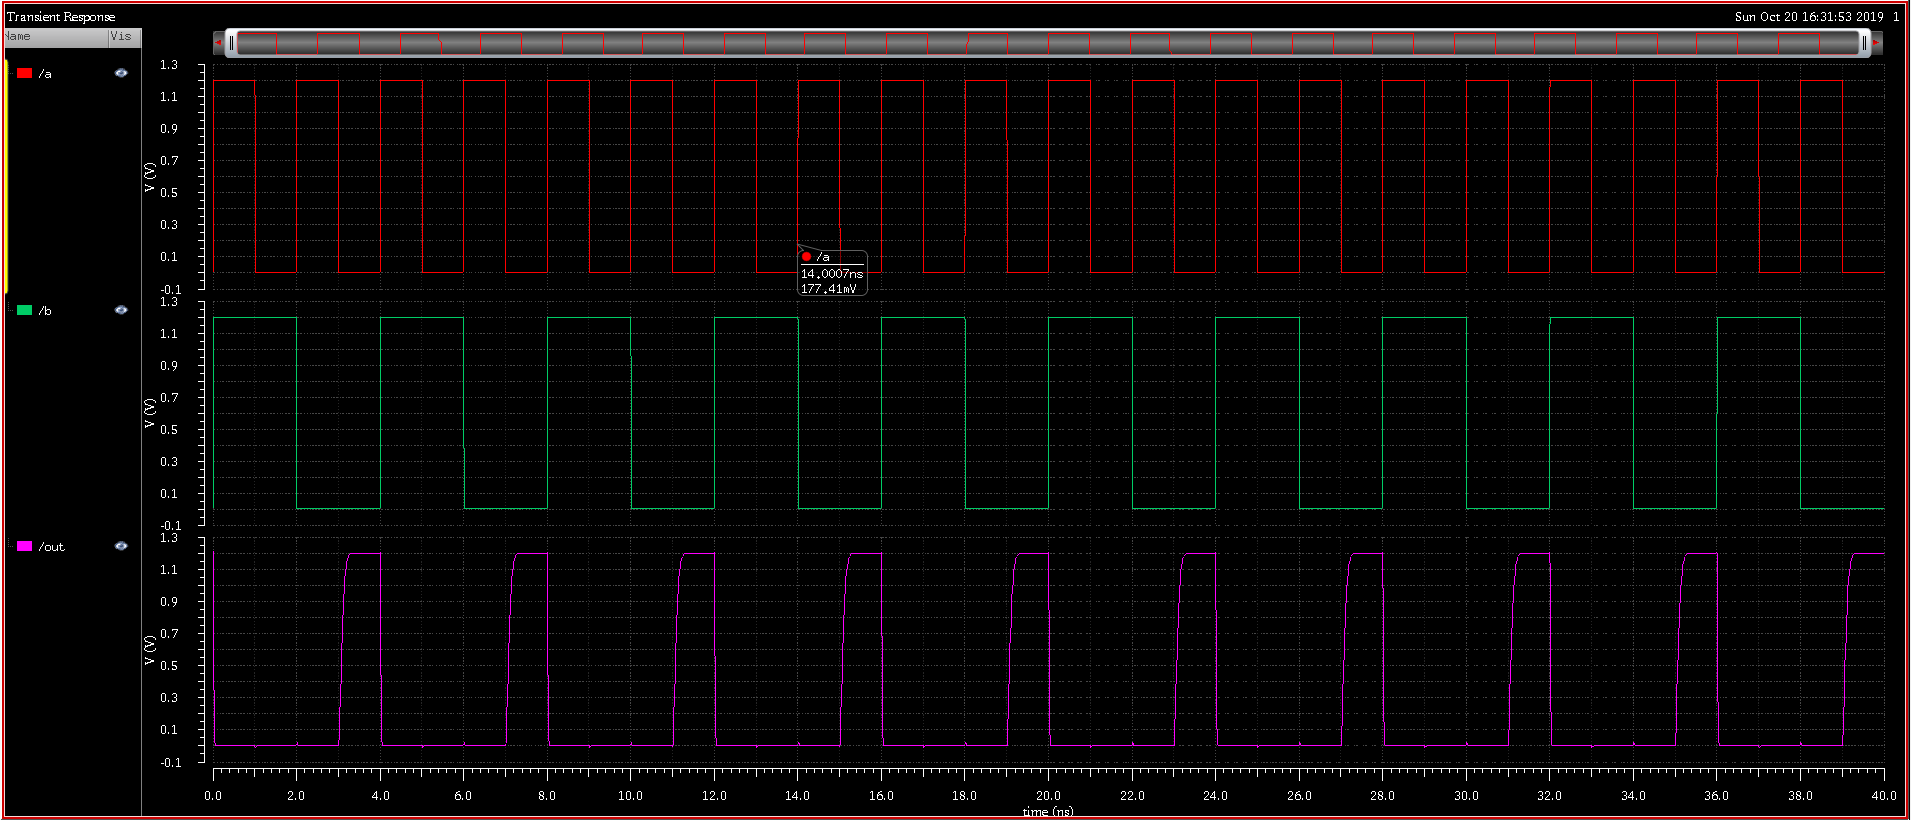 Transient Response
Sun Oct 20 16:31:53 2019 1
Name Vis
/a
1.3
1.1
0.9
0.7
0.5
0.3
0.1
-0.1
V (V)
/a
14.0007ns
177.41mV
/b
1.3
1.1
0.9
0.7
0.5
0.3
0.1
-0.1
V (V)
/out
1.3
1.1
0.9
0.7
0.5
0.3
0.1
-0.1
V (V)
0.0 2.0 4.0 6.0 8.0 10.0 12.0 14.0 16.0 18.0 20.0 22.0 24.0 26.0 28.0 30.0 32.0 34.0 36.0 38.0 40.0
time (ns)